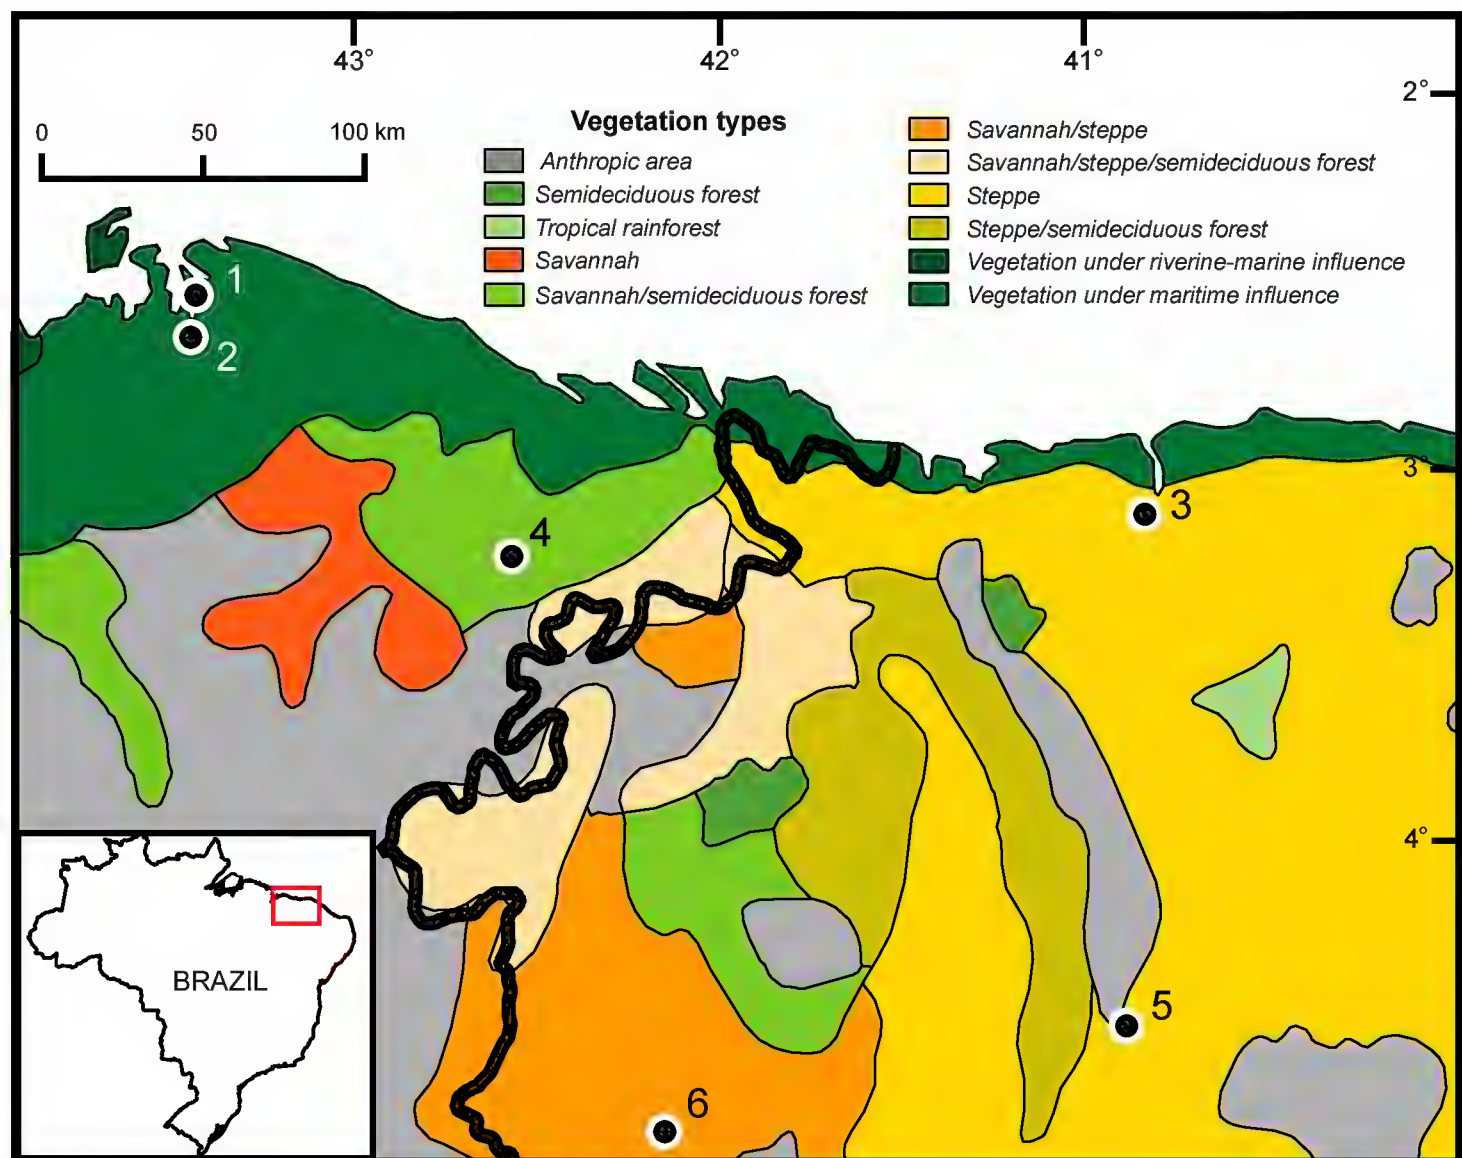 43°
42°
41°
2°
0
50
100 km
Vegetation types
Anthropic area
Semideciduous forest
Tropical rainforest
Savannah
Savannah/semideciduous forest
Savannah/steppe
Savannah/steppe/semideciduous forest
Steppe
Steppe/semideciduous forest
Vegetation under riverine-marine influence
Vegetation under maritime influence
1
2
3°
3
4
4°
BRAZIL
5
6